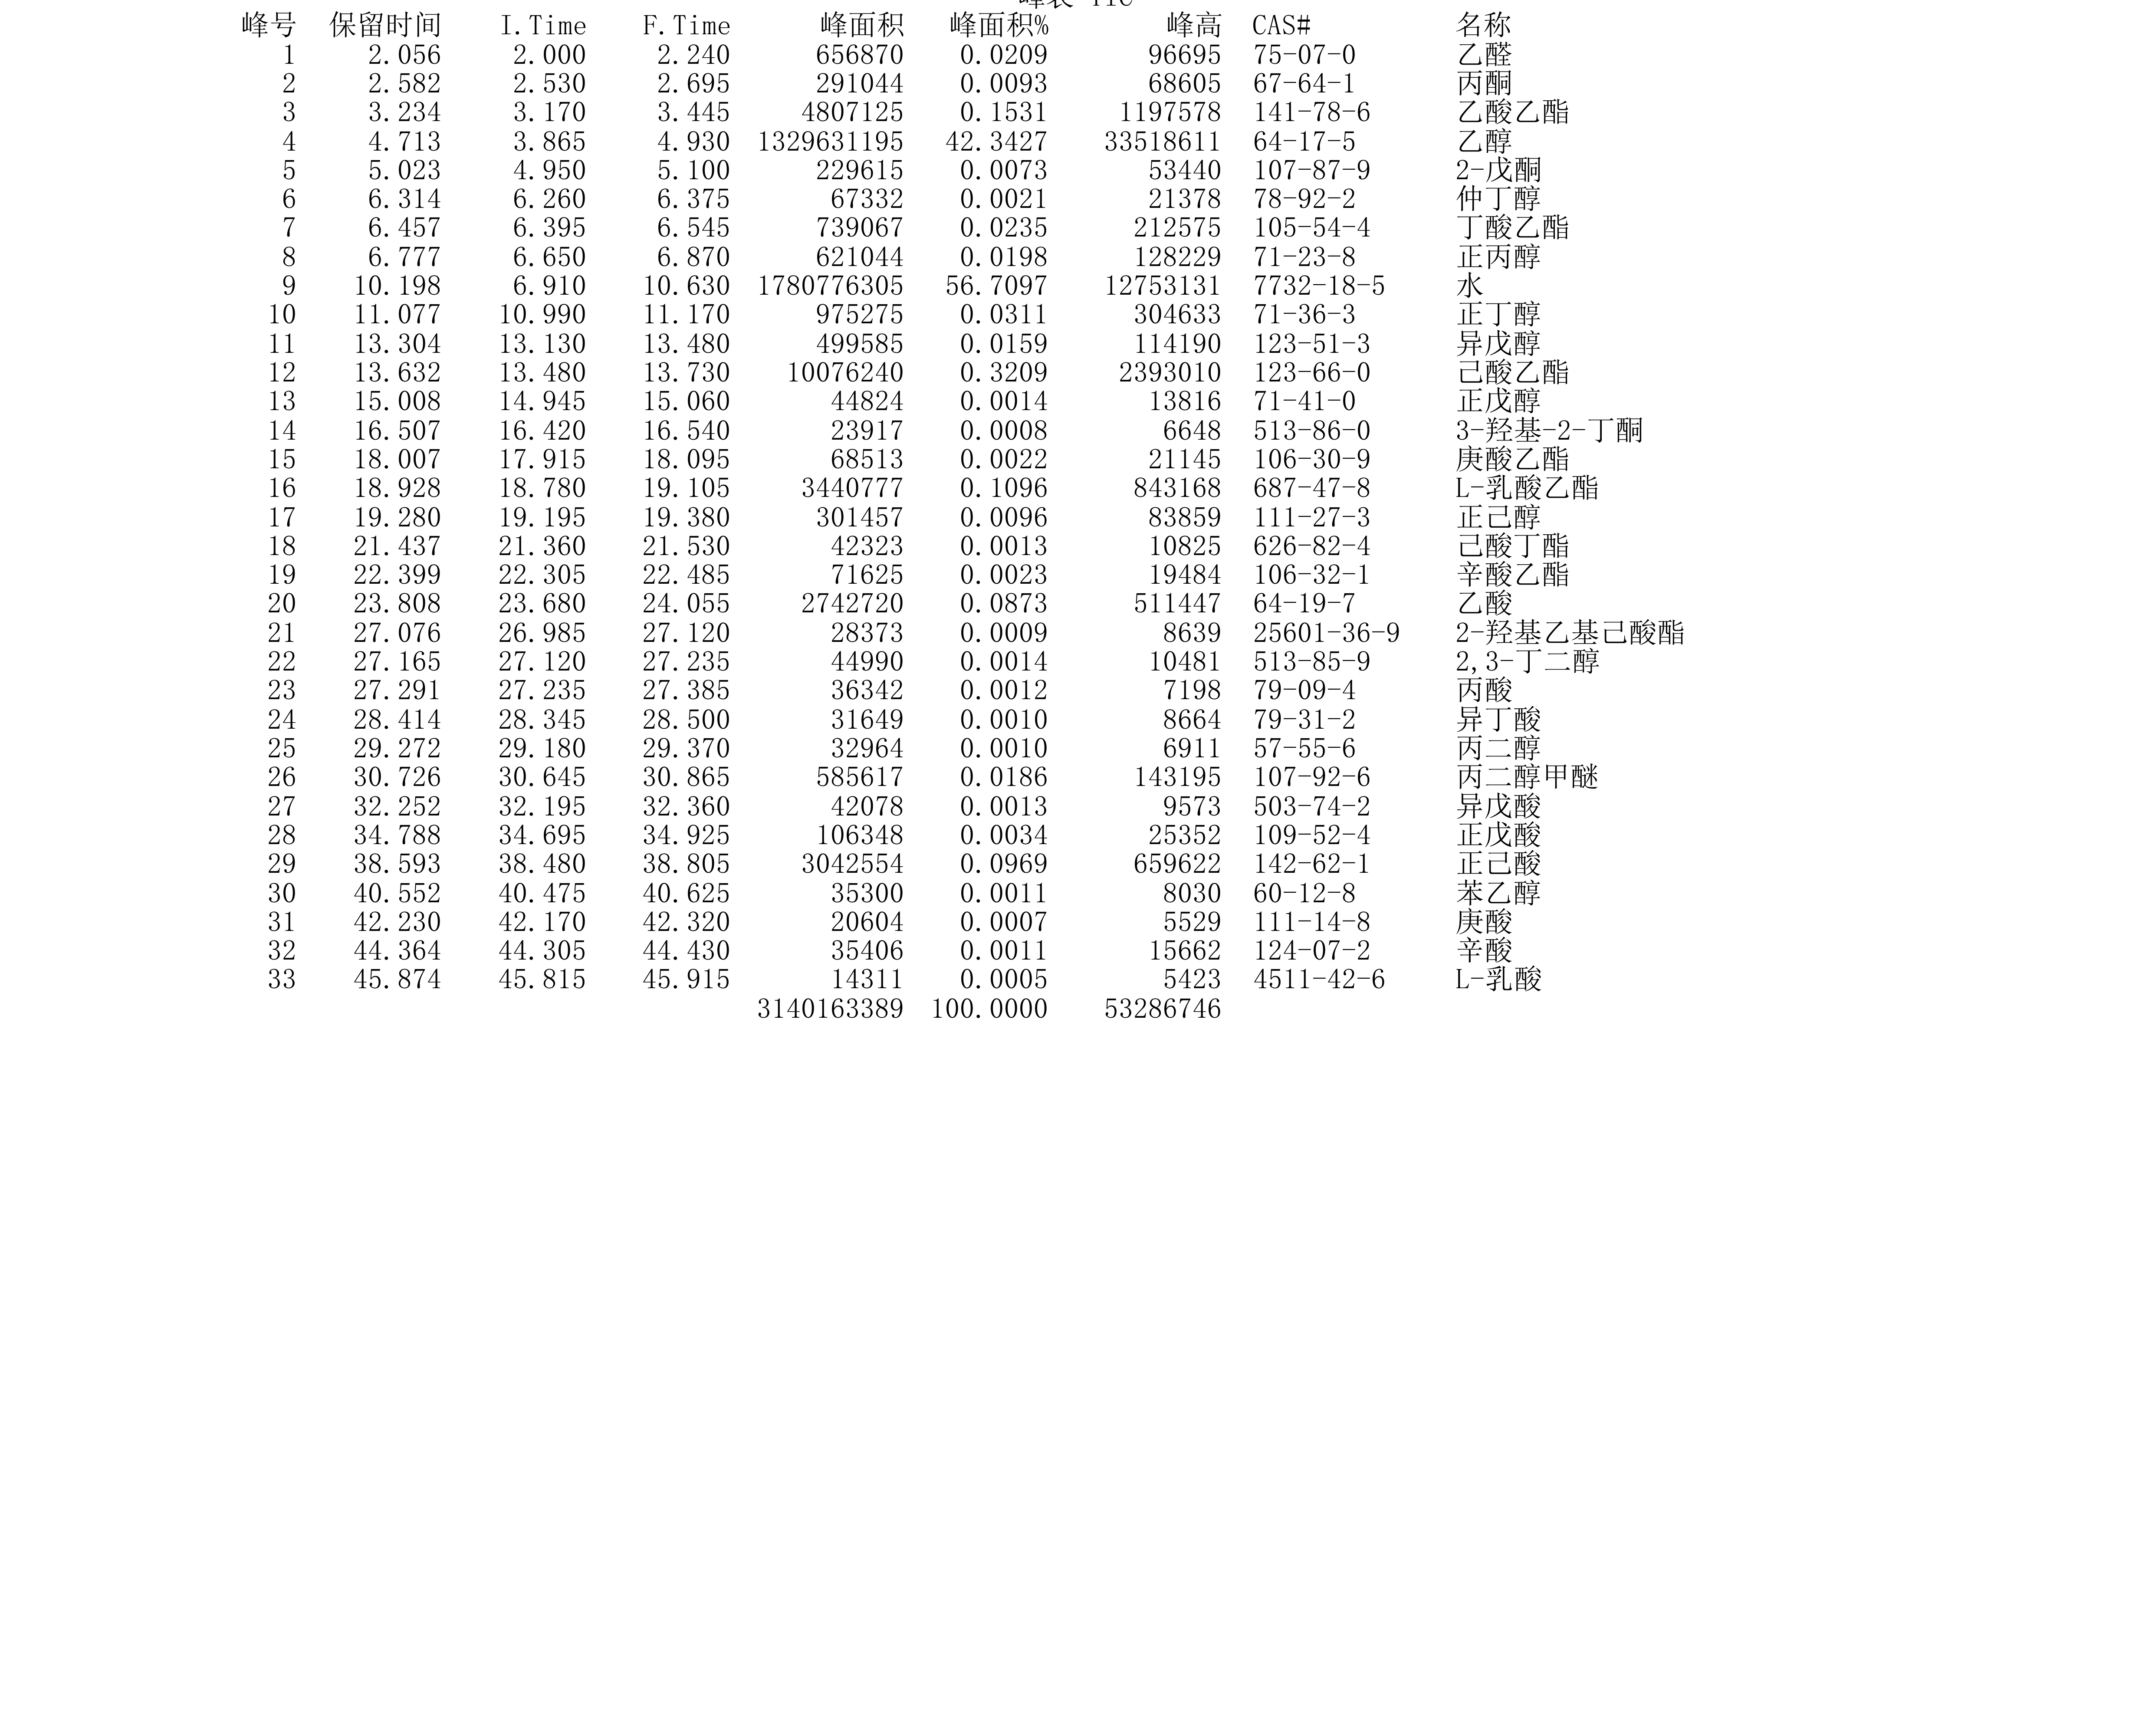 峰号 保留时间 I.Time F.Time 峰面积 峰面积% 峰高 CAS# 名称
1 2.056 2.000 2.240 656870 0.0209 96695 75-07-0 乙醛
2 2.582 2.530 2.695 291044 0.0093 68605 67-64-1 丙酮
3 3.234 3.170 3.445 4807125 0.1531 1197578 141-78-6 乙酸乙酯
4 4.713 3.865 4.930 1329631195 42.3427 33518611 64-17-5 乙醇
5 5.023 4.950 5.100 229615 0.0073 53440 107-87-9 2-戊酮
6 6.314 6.260 6.375 67332 0.0021 21378 78-92-2 仲丁醇
7 6.457 6.395 6.545 739067 0.0235 212575 105-54-4 丁酸乙酯
8 6.777 6.650 6.870 621044 0.0198 128229 71-23-8 正丙醇
9 10.198 6.910 10.630 1780776305 56.7097 12753131 7732-18-5 水
10 11.077 10.990 11.170 975275 0.0311 304633 71-36-3 正丁醇
11 13.304 13.130 13.480 499585 0.0159 114190 123-51-3 异戊醇
12 13.632 13.480 13.730 10076240 0.3209 2393010 123-66-0 己酸乙酯
13 15.008 14.945 15.060 44824 0.0014 13816 71-41-0 正戊醇
14 16.507 16.420 16.540 23917 0.0008 6648 513-86-0 3-羟基-2-丁酮
15 18.007 17.915 18.095 68513 0.0022 21145 106-30-9 庚酸乙酯
16 18.928 18.780 19.105 3440777 0.1096 843168 687-47-8 L-乳酸乙酯
17 19.280 19.195 19.380 301457 0.0096 83859 111-27-3 正己醇
18 21.437 21.360 21.530 42323 0.0013 10825 626-82-4 己酸丁酯
19 22.399 22.305 22.485 71625 0.0023 19484 106-32-1 辛酸乙酯
20 23.808 23.680 24.055 2742720 0.0873 511447 64-19-7 乙酸
21 27.076 26.985 27.120 28373 0.0009 8639 25601-36-9 2-羟基乙基己酸酯
22 27.165 27.120 27.235 44990 0.0014 10481 513-85-9 2,3-丁二醇
23 27.291 27.235 27.385 36342 0.0012 7198 79-09-4 丙酸
24 28.414 28.345 28.500 31649 0.0010 8664 79-31-2 异丁酸
25 29.272 29.180 29.370 32964 0.0010 6911 57-55-6 丙二醇
26 30.726 30.645 30.865 585617 0.0186 143195 107-92-6 丙二醇甲醚
27 32.252 32.195 32.360 42078 0.0013 9573 503-74-2 异戊酸
28 34.788 34.695 34.925 106348 0.0034 25352 109-52-4 正戊酸
29 38.593 38.480 38.805 3042554 0.0969 659622 142-62-1 正己酸
30 40.552 40.475 40.625 35300 0.0011 8030 60-12-8 苯乙醇
31 42.230 42.170 42.320 20604 0.0007 5529 111-14-8 庚酸
32 44.364 44.305 44.430 35406 0.0011 15662 124-07-2 辛酸
33 45.874 45.815 45.915 14311 0.0005 5423 4511-42-6 L-乳酸
3140163389 100.0000 53286746